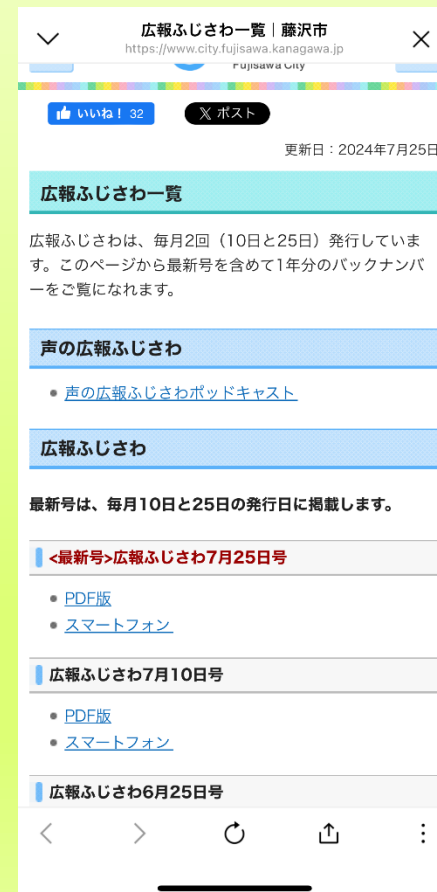 広報ふじさわ一覧｜藤沢市
https://www.city.fujisawa.kanagawa.jp
Fujisawa City
いいね！ 32
X ポスト
更新日：2024年7月25日
広報ふじさわ一覧
広報ふじさわは、毎月2回（10日と25日）発行していま
す。このページから最新号を含めて1年分のバックナンバ
ーをご覧になれます。
声の広報ふじさわ
声の広報ふじさわポッドキャスト
広報ふじさわ
最新号は、毎月10日と25日の発行日に掲載します。
<最新号>広報ふじさわ7月25日号
PDF版
スマートフォン
広報ふじさわ7月10日号
PDF版
スマートフォン
広報ふじさわ6月25日号